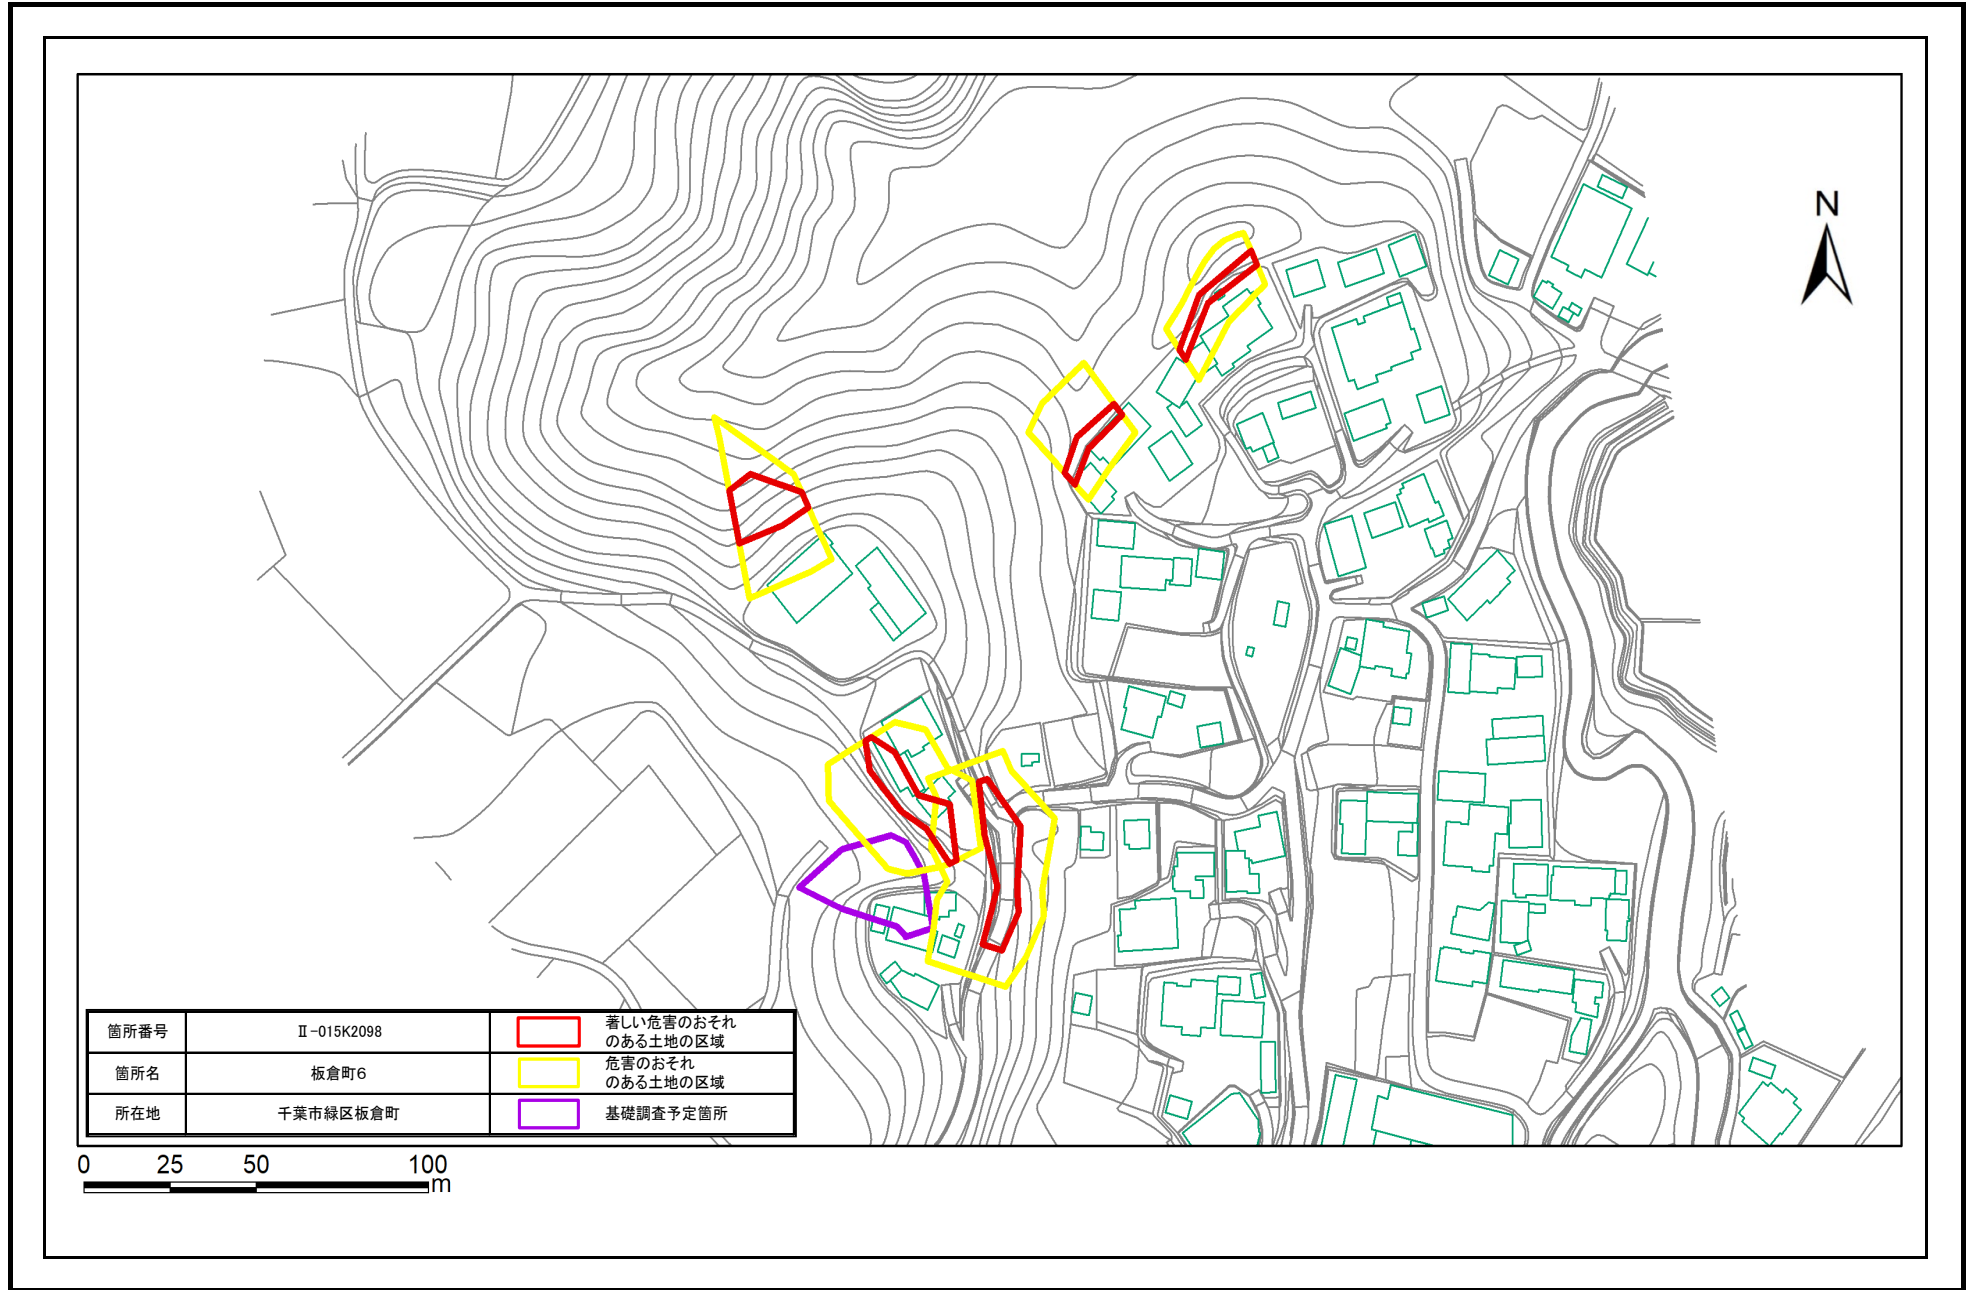 N
箇所番号 Ⅱ-015K2098 著しい危害のおそれ
のある土地の区域
箇所名 板倉町6 危害のおそれ
のある土地の区域
所在地 千葉市緑区板倉町 基礎調査予定箇所
0 25 50 100
m